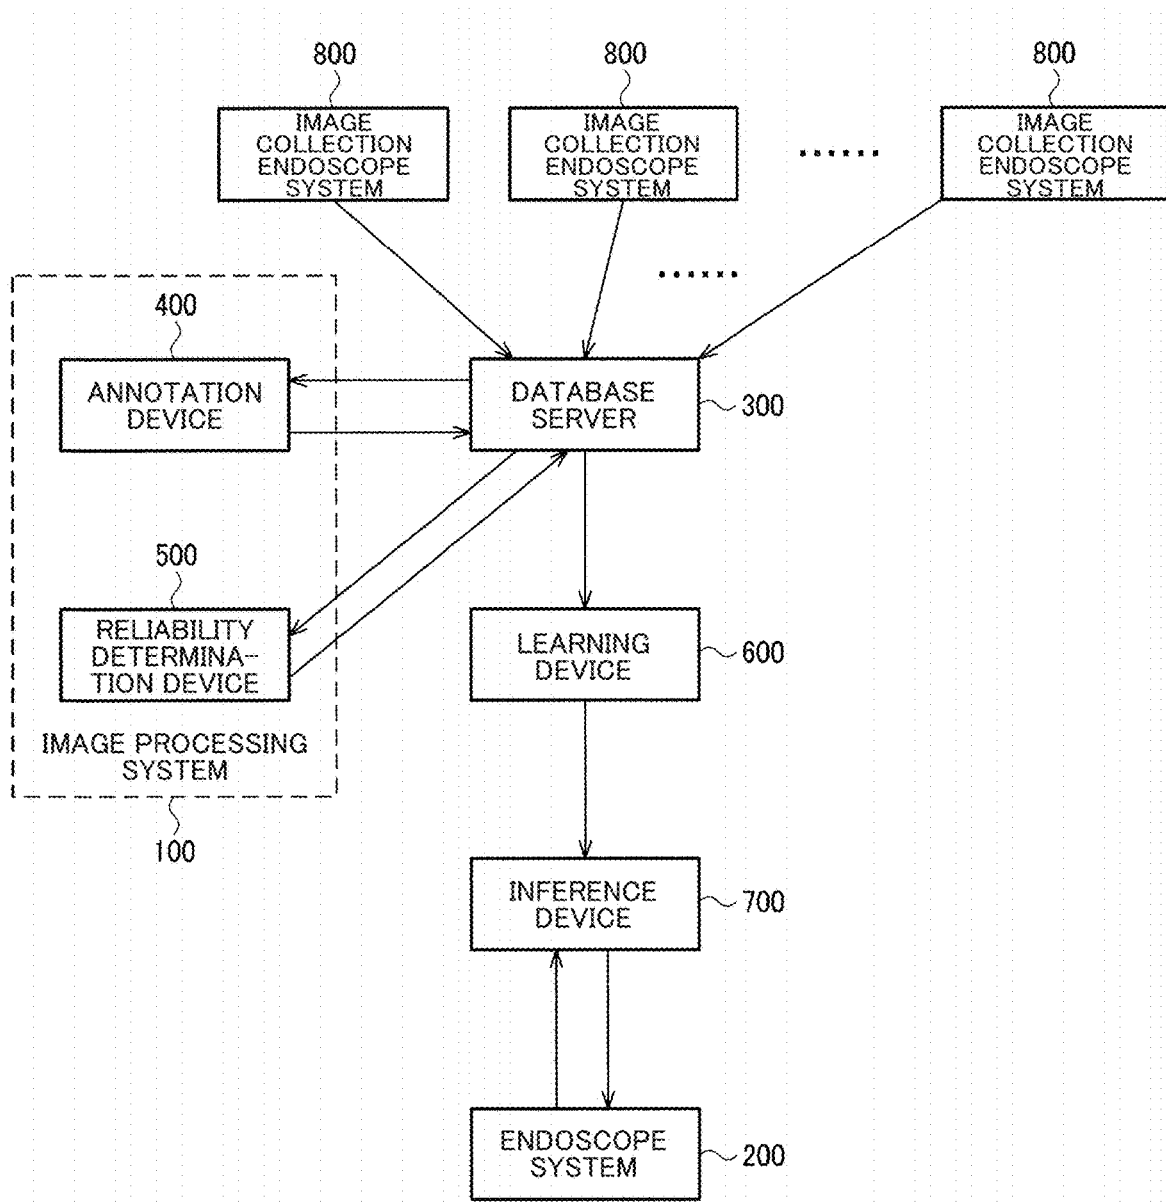 800
800
800
IMAGE
COLLECTION
ENDOSCOPE
SYSTEM
IMAGE
COLLECTION
ENDOSCOPE
SYSTEM
IMAGE
COLLECTION
ENDOSCOPE
SYSTEM
400
ANNOTATION
DEVICE
DATABASE
SERVER
300
500
RELIABILITY
DETERMINA-
TION DEVICE
LEARNING
DEVICE
600
IMAGE PROCESSING
SYSTEM
100
INFERENCE
DEVICE
700
ENDOSCOPE
SYSTEM
200